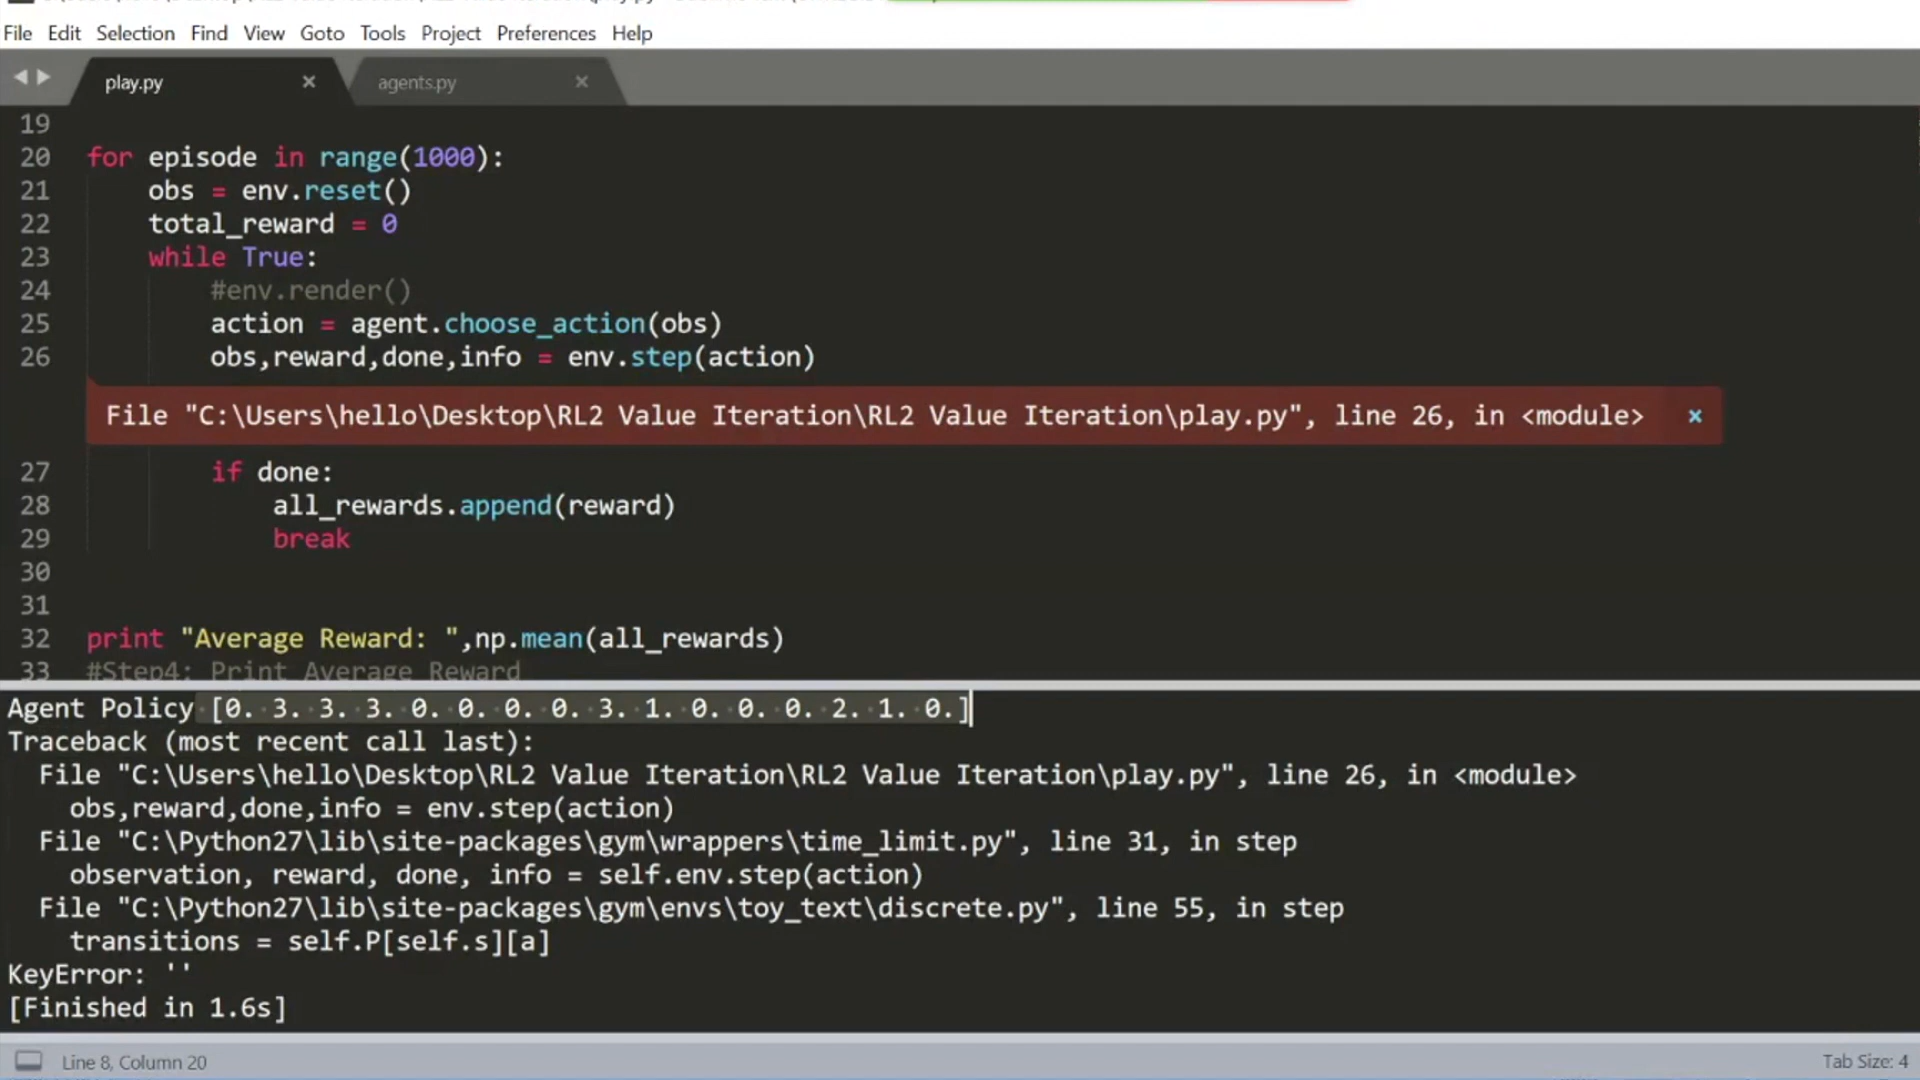 File Edit Selection Find View Goto Tools Project Preferences Help
play.py × agents.py ×
19
20 for episode in range(1000):
21 obs = env.reset()
22 total_reward = 0
23 while True:
24 #env.render()
25 action = agent.choose_action(obs)
26 obs,reward,done,info = env.step(action)
File "C:\Users\hello\Desktop\RL2 Value Iteration\RL2 Value Iteration\play.py", line 26, in <module> ×
27 if done:
28 all_rewards.append(reward)
29 break
30
31
32 print "Average Reward: ",np.mean(all_rewards)
33 #Step4: Print Average Reward
Agent Policy [0. 3. 3. 3. 0. 0. 0. 0. 3. 1. 0. 0. 0. 2. 1. 0.]
Traceback (most recent call last):
File "C:\Users\hello\Desktop\RL2 Value Iteration\RL2 Value Iteration\play.py", line 26, in <module>
obs,reward,done,info = env.step(action)
File "C:\Python27\lib\site-packages\gym\wrappers\time_limit.py", line 31, in step
observation, reward, done, info = self.env.step(action)
File "C:\Python27\lib\site-packages\gym\envs\toy_text\discrete.py", line 55, in step
transitions = self.P[self.s][a]
KeyError: ''
[Finished in 1.6s]
Line 8, Column 20 Tab Size: 4